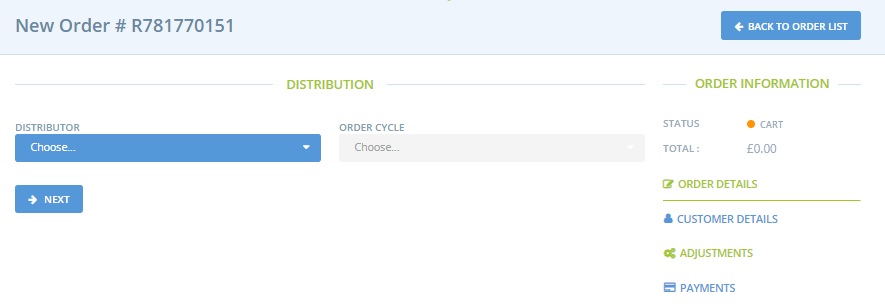 New Order # R781770151
BACK TO ORDER LIST
DISTRIBUTION
DISTRIBUTOR
Choose...
ORDER CYCLE
Choose...
NEXT
ORDER INFORMATION
STATUS CART
TOTAL : £0.00
ORDER DETAILS
CUSTOMER DETAILS
ADJUSTMENTS
PAYMENTS